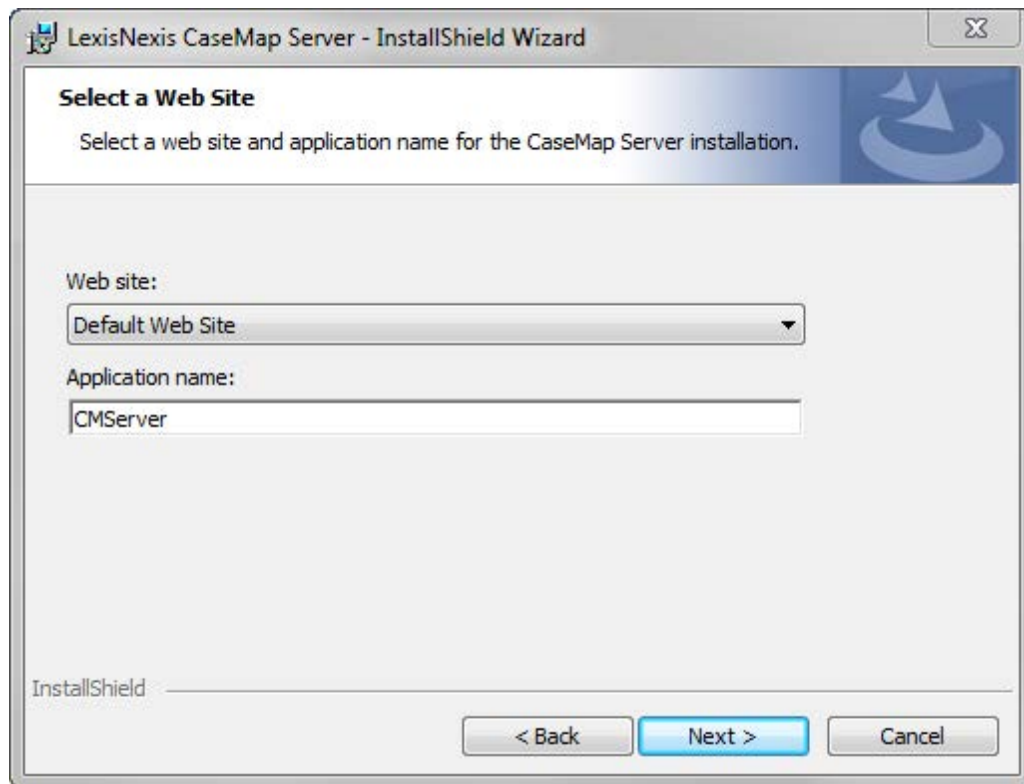 LexisNexis CaseMap Server - InstallShield Wizard
Select a Web Site
Select a web site and application name for the CaseMap Server installation.
Web site:
Default Web Site
Application name:
CMServer
InstallShield
< Back
Next >
Cancel